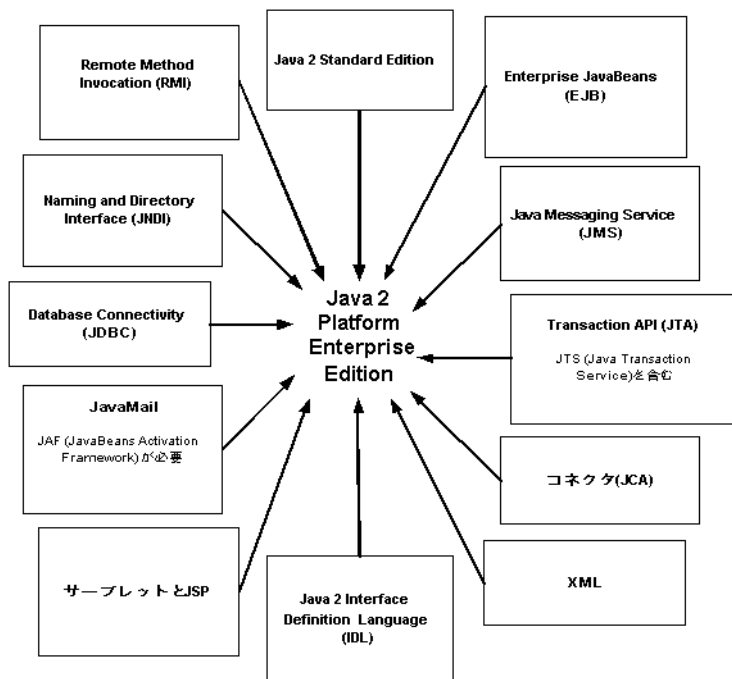 Remote Method
Invocation (RMI)
Java 2 Standard Edition
Enterprise JavaBeans
(EJB)
Naming and Directory
Interface (JNDI)
Java Messaging Service
(JMS)
Database Connectivity
(JDBC)
Java 2
Platform
Enterprise
Edition
Transaction API (JTA)
JTS (Java Transaction
Service)を含む
JavaMail
JAF (JavaBeans Activation
Framework) が必要
コネクタ(JCA)
サーブレットとJSP
Java 2 Interface
Definition Language
(IDL)
XML